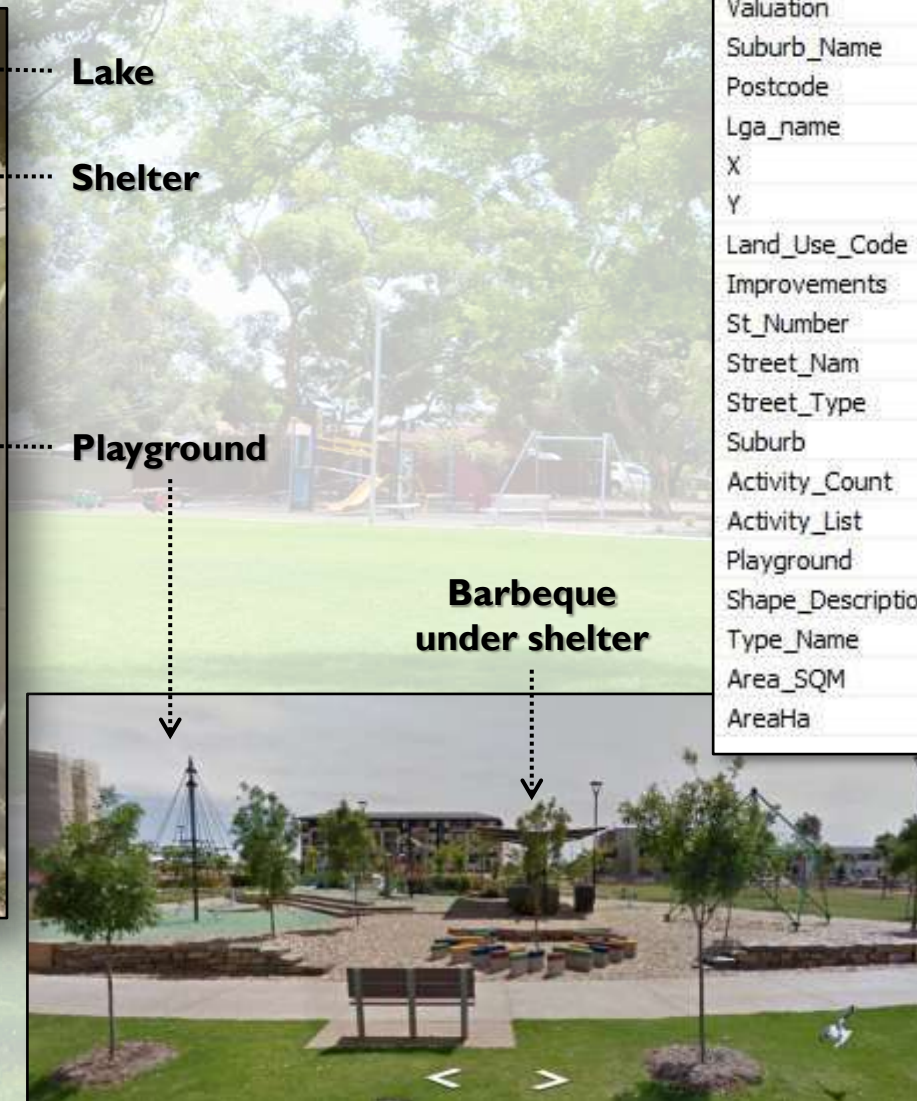 Lake
Shelter
Playground
Barbeque
under shelter
Valuation
Suburb_Name
Postcode
Lga_name
X
Y
Land_Use_Code
Improvements
St_Number
Street_Nam
Street_Type
Suburb
Activity_Count
Activity_List
Playground
Shape_Descriptio
Type_Name
Area_SQM
AreaHa